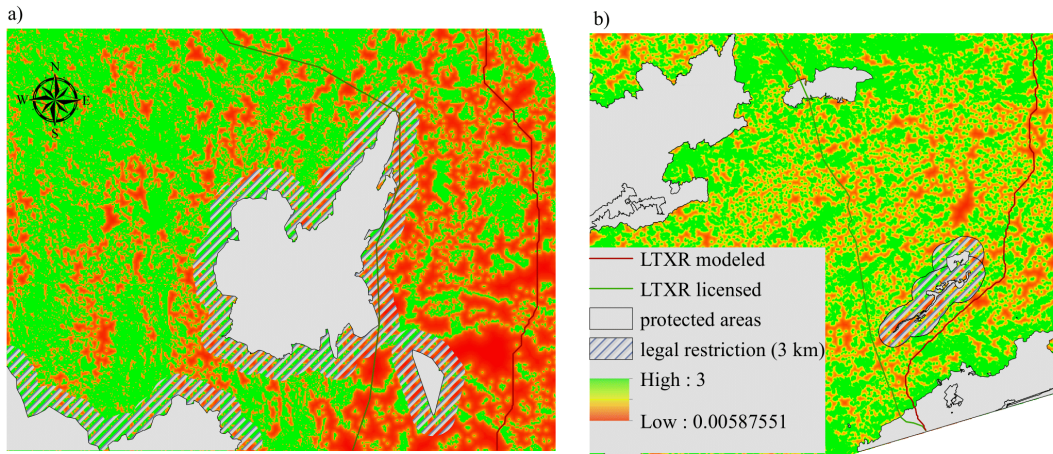 a)
N
W E
S
b)
LTXR modeled
LTXR licensed
protected areas
legal restriction (3 km)
High : 3
Low : 0.00587551